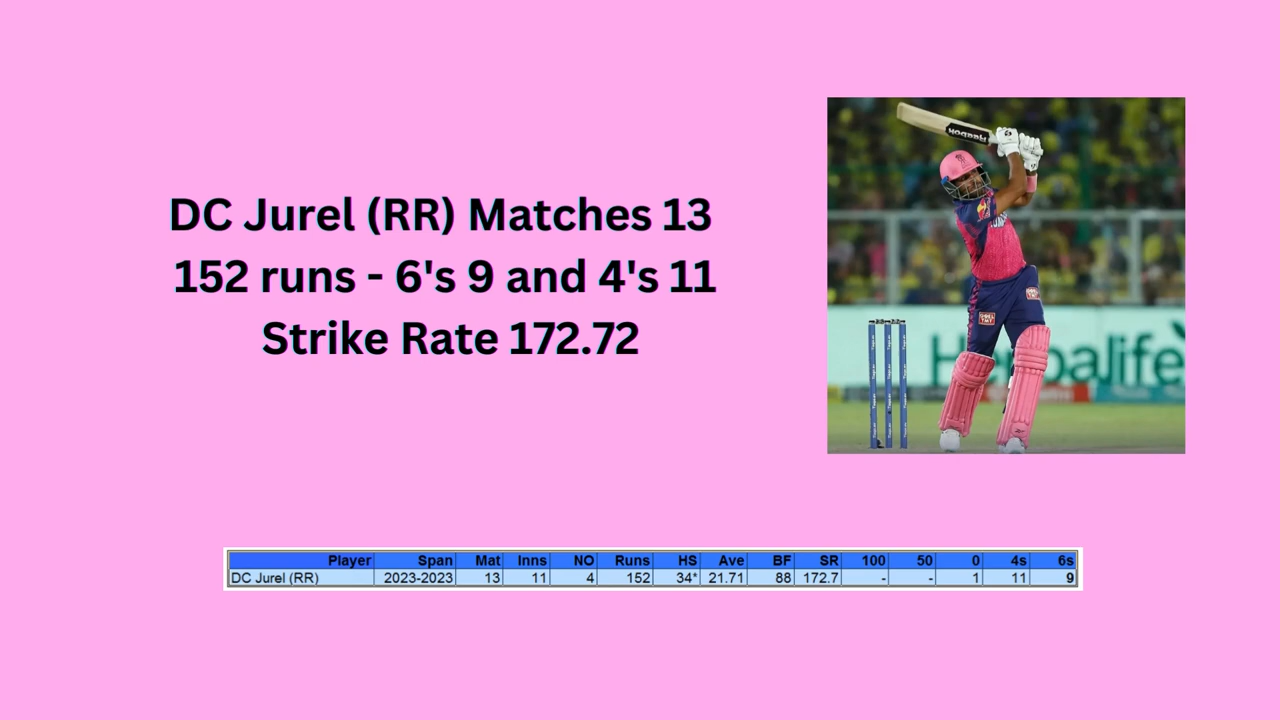 DC Jurel (RR) Matches 13
152 runs - 6's 9 and 4's 11
Strike Rate 172.72
Herbalife
Player Span Mat Inns NO Runs HS Ave BF SR 100 50 0 4s 6s
DC Jurel (RR) 2023-2023 13 11 4 152 34* 21.71 88 172.7 - - 1 11 9